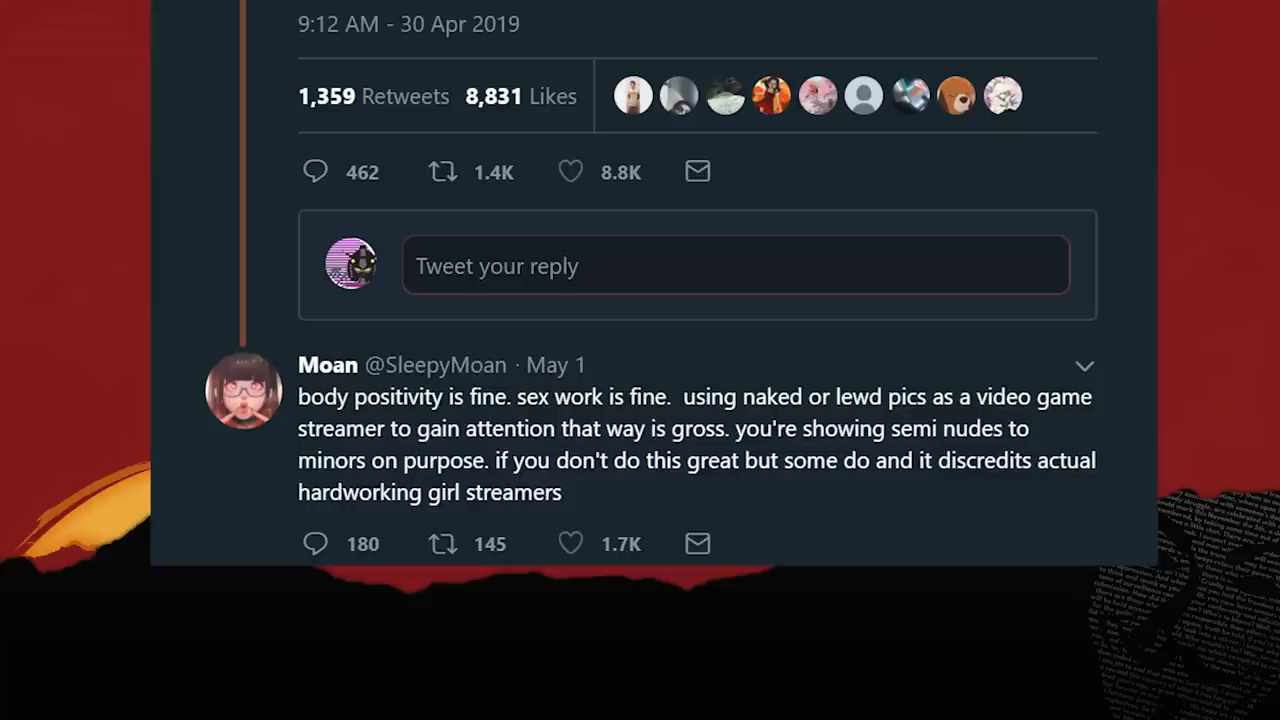 9:12 AM - 30 Apr 2019
1,359 Retweets 8,831 Likes
462 1.4K 8.8K
Tweet your reply
Moan @SleepyMoan · May 1
body positivity is fine. sex work is fine.  using naked or lewd pics as a video game
streamer to gain attention that way is gross. you're showing semi nudes to
minors on purpose. if you don't do this great but some do and it discredits actual
hardworking girl streamers
180 145 1.7K